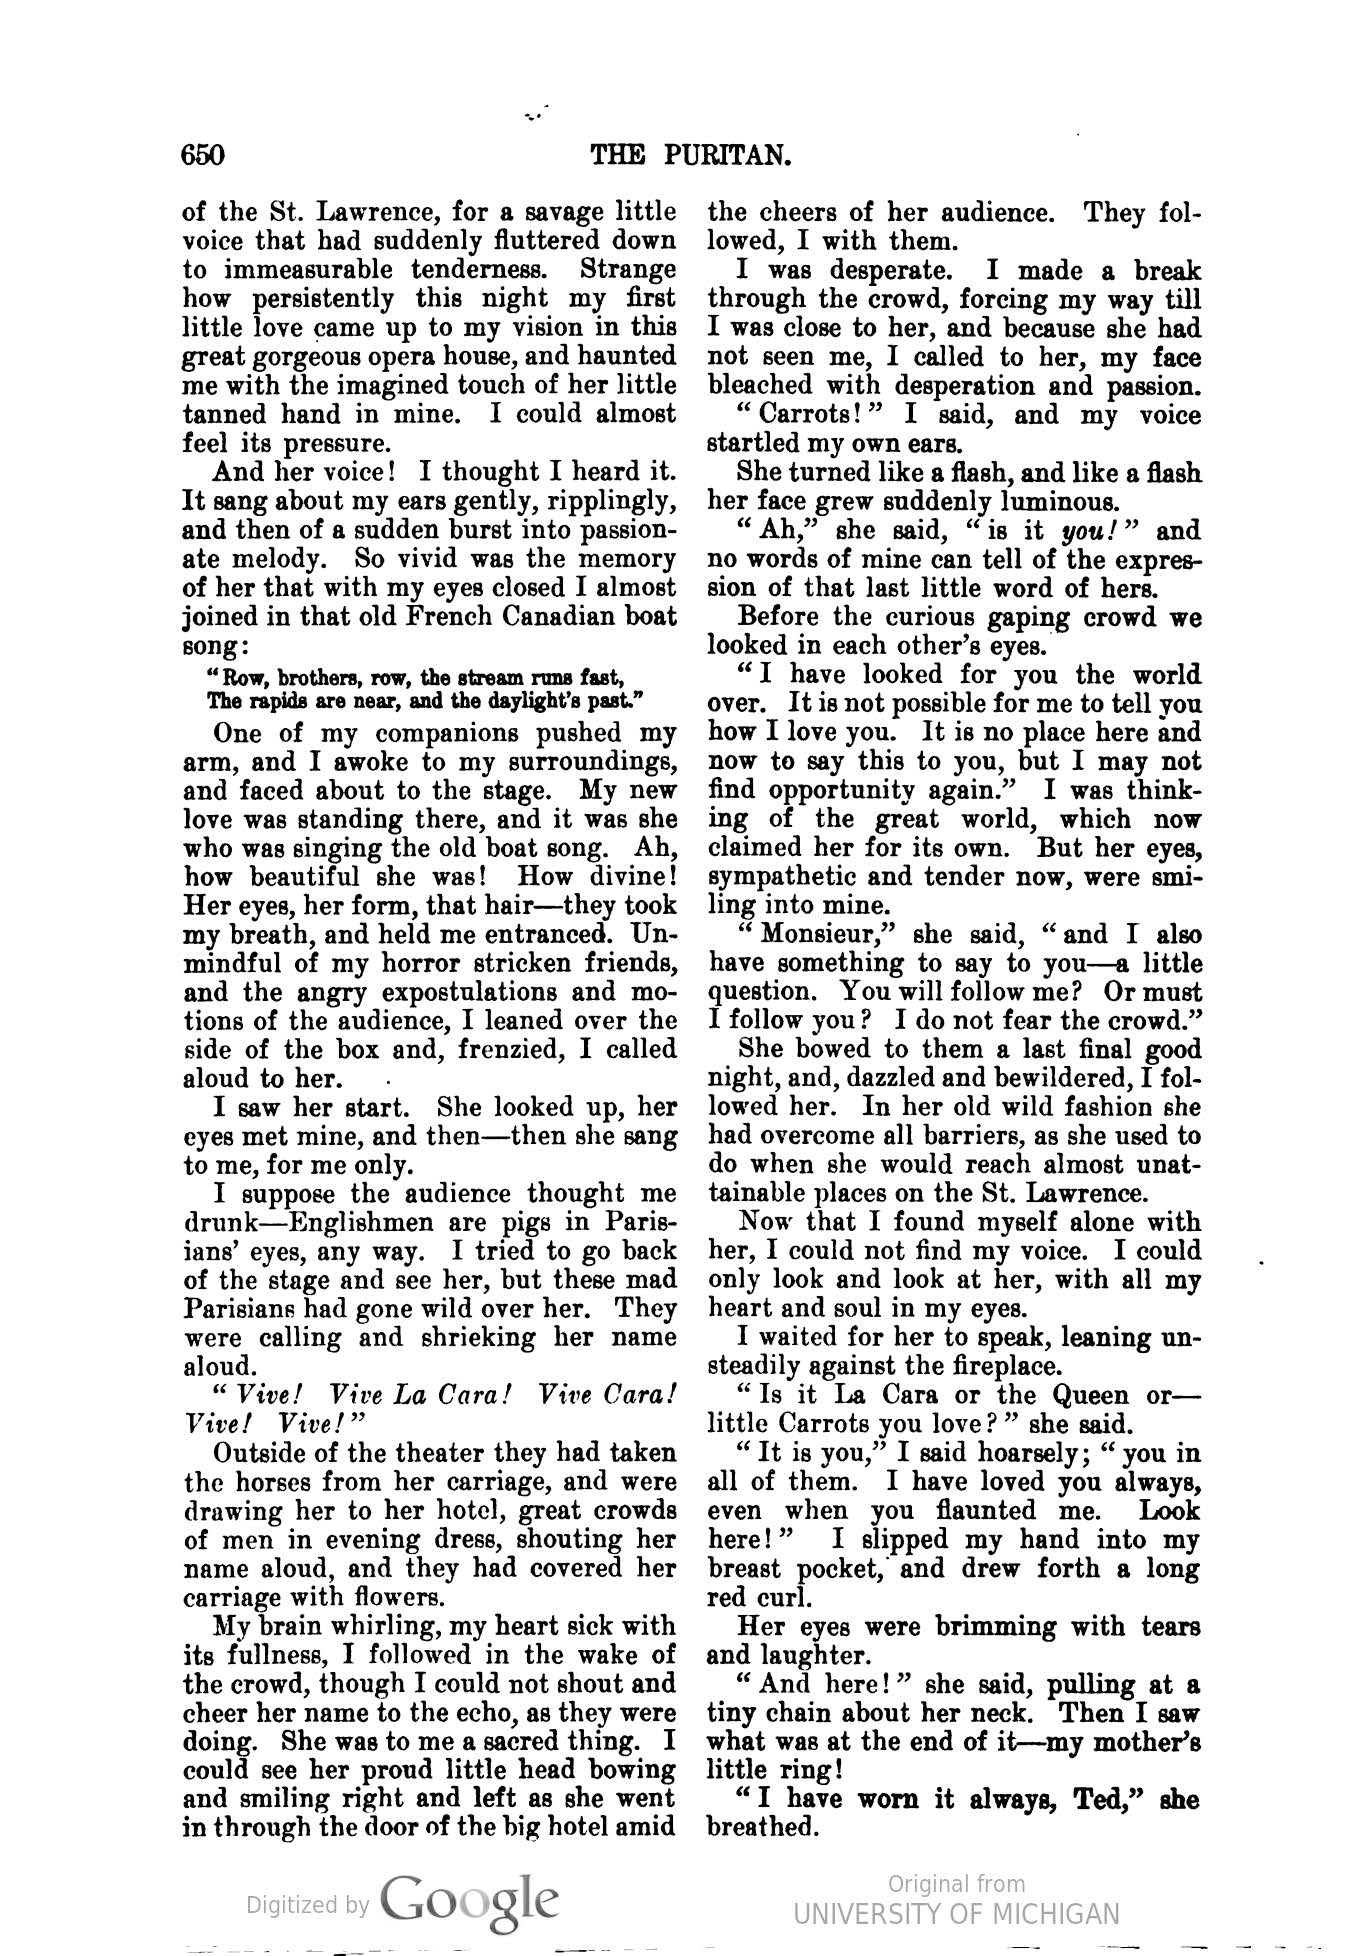 650
THE PURITAN.
of the St. Lawrence, for a savage little
voice that had suddenly fluttered down
to immeasurable tenderness. Strange
how persistently this night my first
little love came up to my vision in this
great gorgeous opera house, and haunted
me with the imagined touch of her little
tanned hand in mine. I could almost
feel its pressure.
And her voice! I thought I heard it.
It sang about my ears gently, ripplingly,
and then of a sudden burst into passion-
ate melody. So vivid was the memory
of her that with my eyes closed I almost
joined in that old French Canadian boat
song:
"Row, brothers, row, the stream runs fast,
The rapids are near, and the daylight's past."
One of my companions pushed my
arm, and I awoke to my surroundings,
and faced about to the stage. My new
love was standing there, and it was she
who was singing the old boat song. Ah,
how beautiful she was! How divine!
Her eyes, her form, that hair—they took
my breath, and held me entranced. Un-
mindful of my horror stricken friends,
and the angry expostulations and mo-
tions of the audience, I leaned over the
side of the box and, frenzied, I called
aloud to her.
I saw her start. She looked up, her
eyes met mine, and then—then she sang
to me, for me only.
I suppose the audience thought me
drunk—Englishmen are pigs in Paris-
ians' eyes, any way. I tried to go back
of the stage and see her, but these mad
Parisians had gone wild over her. They
were calling and shrieking her name
aloud.
"Vive! Vive La Cara! Vive Cara!
Vive! Vive!"
Outside of the theater they had taken
the horses from her carriage, and were
drawing her to her hotel, great crowds
of men in evening dress, shouting her
name aloud, and they had covered her
carriage with flowers.
My brain whirling, my heart sick with
its fullness, I followed in the wake of
the crowd, though I could not shout and
cheer her name to the echo, as they were
doing. She was to me a sacred thing. I
could see her proud little head bowing
and smiling right and left as she went
in through the door of the big hotel amid
the cheers of her audience. They fol-
lowed, I with them.
I was desperate. I made a break
through the crowd, forcing my way till
I was close to her, and because she had
not seen me, I called to her, my face
bleached with desperation and passion.
"Carrots!" I said, and my voice
startled my own ears.
She turned like a flash, and like a flash
her face grew suddenly luminous.
"Ah," she said, "is it you!" and
no words of mine can tell of the expres-
sion of that last little word of hers.
Before the curious gaping crowd we
looked in each other's eyes.
"I have looked for you the world
over. It is not possible for me to tell you
how I love you. It is no place here and
now to say this to you, but I may not
find opportunity again." I was think-
ing of the great world, which now
claimed her for its own. But her eyes,
sympathetic and tender now, were smi-
ling into mine.
"Monsieur," she said, "and I also
have something to say to you—a little
question. You will follow me? Or must
I follow you? I do not fear the crowd."
She bowed to them a last final good
night, and, dazzled and bewildered, I fol-
lowed her. In her old wild fashion she
had overcome all barriers, as she used to
do when she would reach almost unat-
tainable places on the St. Lawrence.
Now that I found myself alone with
her, I could not find my voice. I could
only look and look at her, with all my
heart and soul in my eyes.
I waited for her to speak, leaning un-
steadily against the fireplace.
"Is it La Cara or the Queen or—
little Carrots you love?" she said.
"It is you," I said hoarsely; "you in
all of them. I have loved you always,
even when you flaunted me. Look
here!" I slipped my hand into my
breast pocket, and drew forth a long
red curl.
Her eyes were brimming with tears
and laughter.
"And here!" she said, pulling at a
tiny chain about her neck. Then I saw
what was at the end of it—my mother's
little ring!
"I have worn it always, Ted," she
breathed.
Digitized by Google
Original from
UNIVERSITY OF MICHIGAN